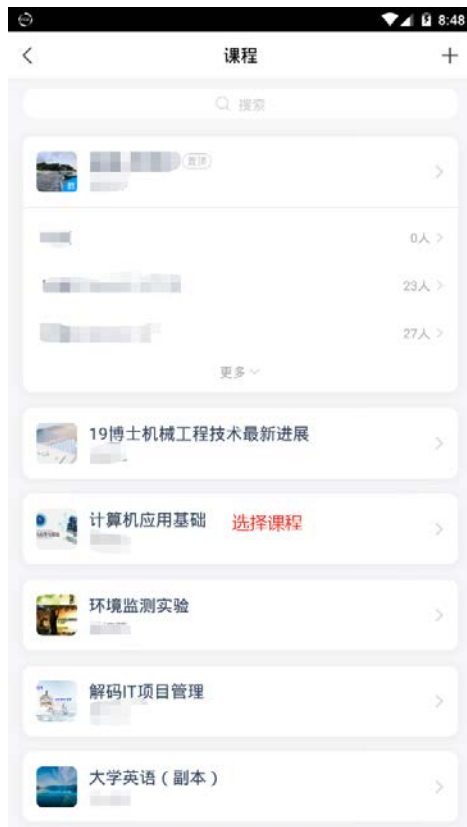 8:48
课程
搜索
置顶
0人
23人
27人
更多
19博士机械工程技术最新进展
计算机应用基础 选择课程
环境监测实验
解码IT项目管理
大学英语（副本）